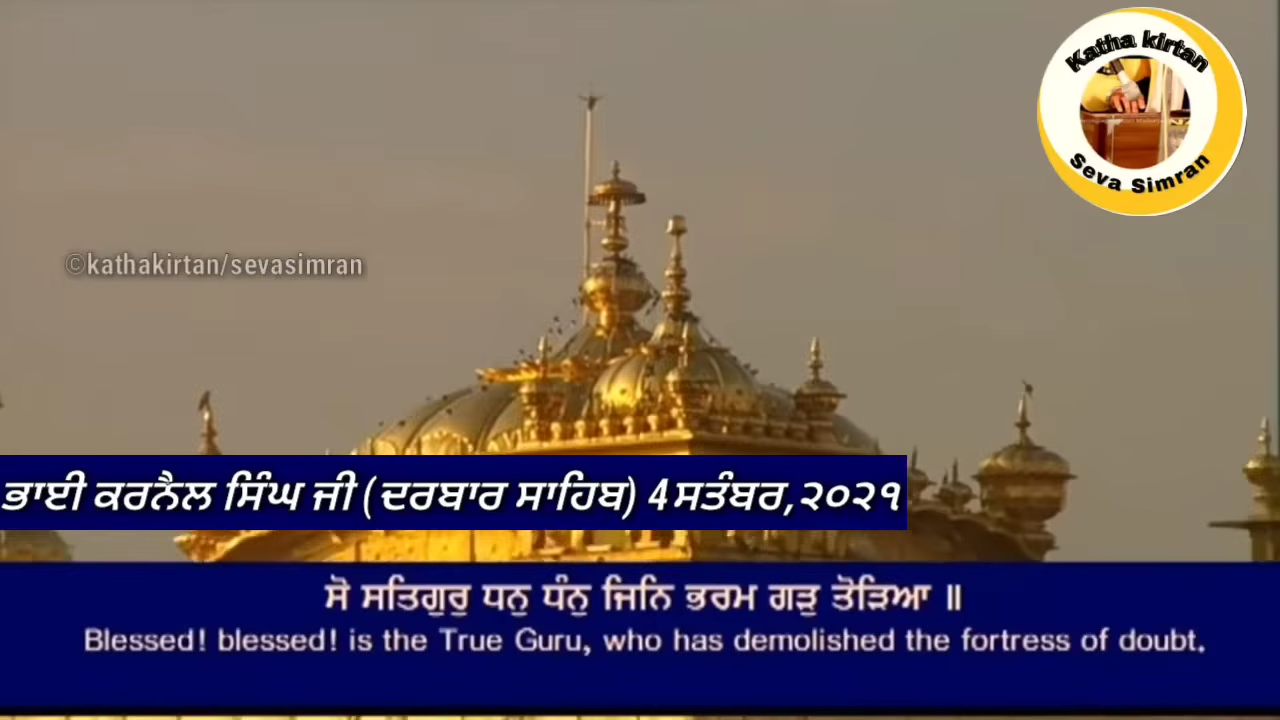 Katha kirtan
Seva Simran
©kathakirtan/sevasimran
ਭਾਈ ਕਰਨੈਲ ਸਿੰਘ ਜੀ (ਦਰਬਾਰ ਸਾਹਿਬ) 4 ਸਤੰਬਰ,੨੦੨੧
ਸੋ ਸਤਿਗੁਰੁ ਧਨੁ ਧੰਨੁ ਜਿਨਿ ਭਰਮ ਗੜੁ ਤੋੜਿਆ ॥
Blessed! blessed! is the True Guru, who has demolished the fortress of doubt.